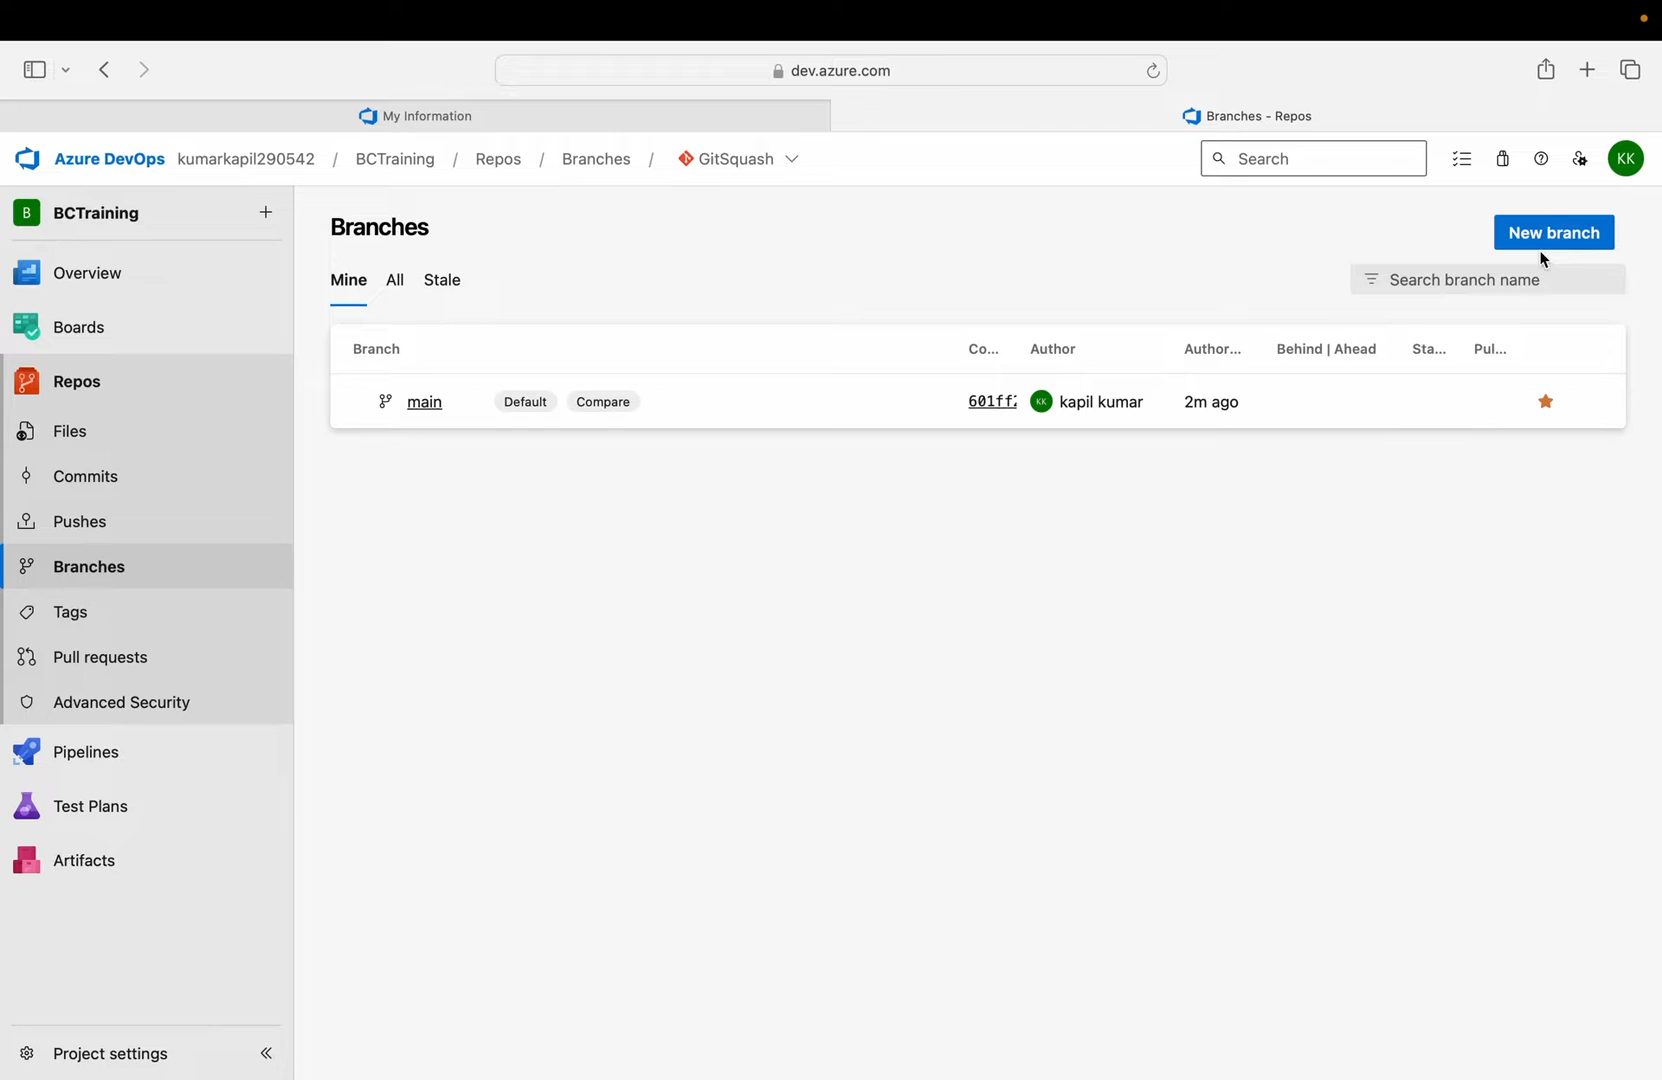 dev.azure.com
My Information
Branches - Repos
Azure DevOps kumarkapil290542 / BCTraining / Repos / Branches / GitSquash
Search
KK
B BCTraining
Overview
Boards
Repos
Files
Commits
Pushes
Branches
Tags
Pull requests
Advanced Security
Pipelines
Test Plans
Artifacts
Project settings
Branches
New branch
Mine All Stale
Search branch name
Branch Co... Author Author... Behind | Ahead Sta... Pul...
main Default Compare 601ff2 KK kapil kumar 2m ago